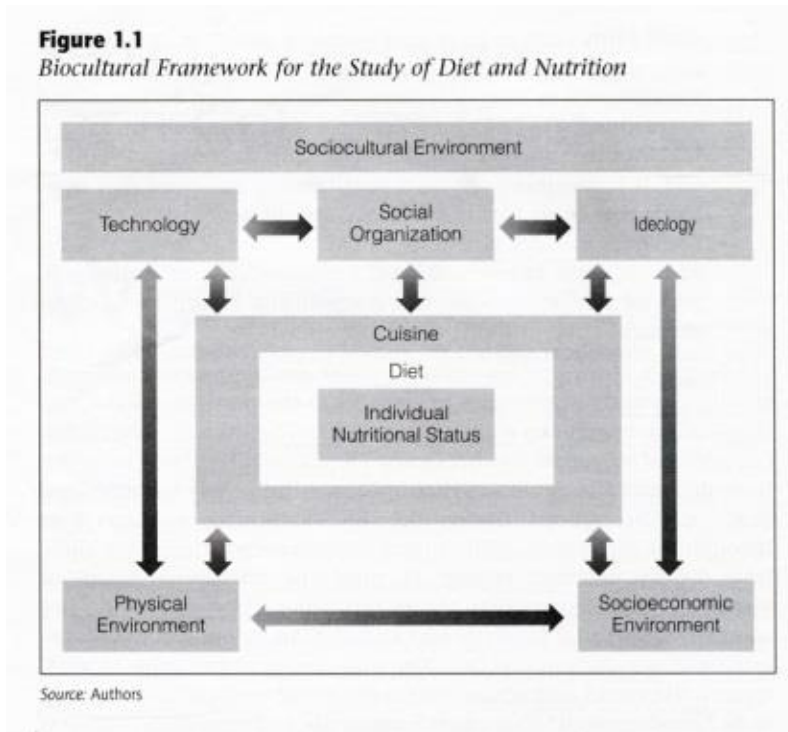 Figure 1.1
Biocultural Framework for the Study of Diet and Nutrition
Sociocultural Environment
Technology
Social
Organization
Ideology
Cuisine
Diet
Individual
Nutritional Status
Physical
Environment
Socioeconomic
Environment
Source: Authors